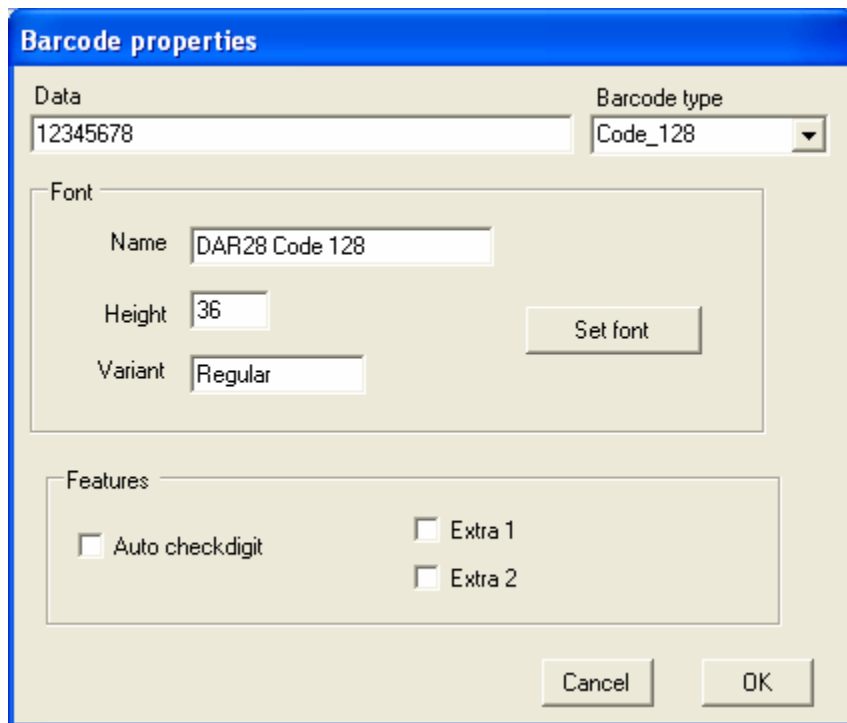 Barcode properties
Data
Barcode type
12345678
Code_128
Font
Name
DAR28 Code 128
Height
36
Set font
Variant
Regular
Features
Auto checkdigit
Extra 1
Extra 2
Cancel
OK